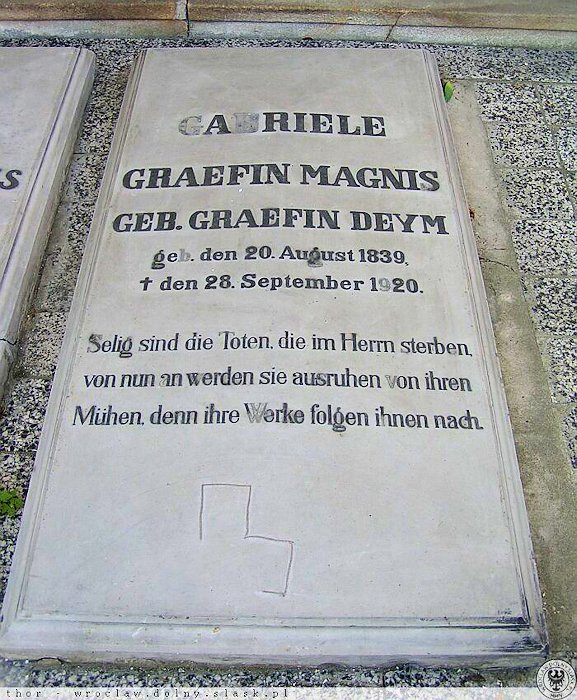 GABRIELE
GRAEFIN MAGNIS
GEB. GRAEFIN DEYM
geb. den 20. August 1839,
† den 28. September 1920.
Selig sind die Toten, die im Herrn sterben,
von nun an werden sie ausruhen von ihren
Mühen, denn ihre Werke folgen ihnen nach.
thor - wroclaw.dolny.slask.pl